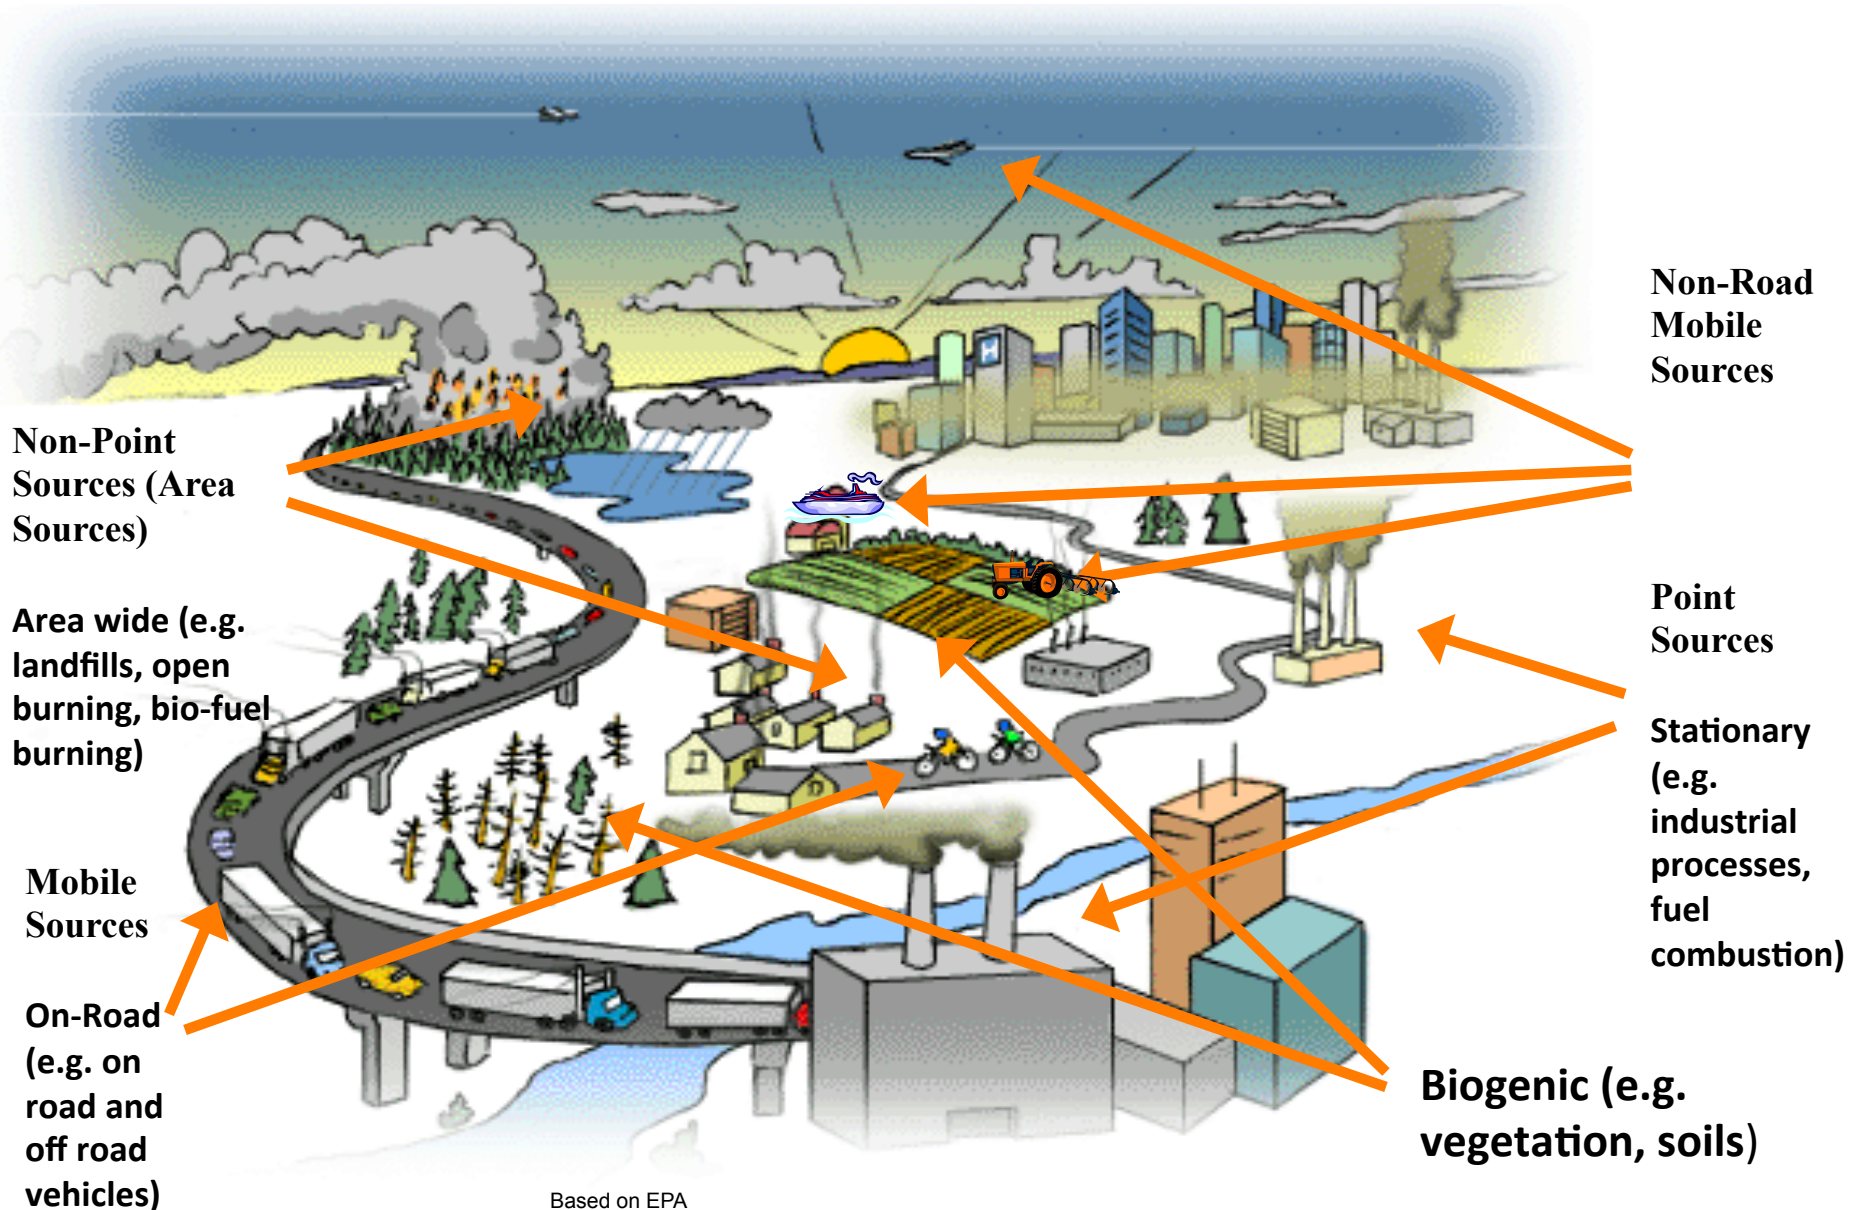 Non-Road
Mobile
Sources
Non-Point
Sources (Area
Sources)
H
Area wide (e.g.
landfills, open
burning, bio-fuel
burning)
Point
Sources
Stationary
(e.g.
industrial
processes,
fuel
combustion)
Mobile
Sources
On-Road
(e.g. on
road and
off road
vehicles)
Biogenic (e.g.
vegetation, soils)
Based on EPA